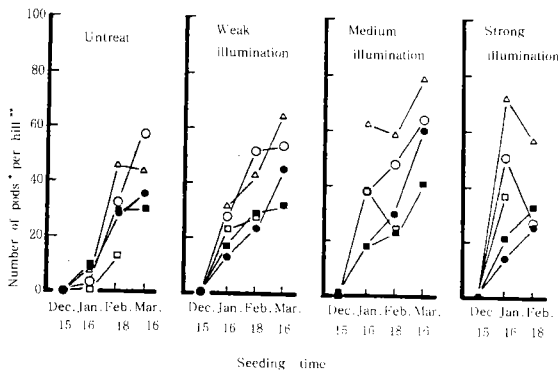 Untreat
Weak illumination
Medium illumination
Strong illumination
Number of pods* per hill**
100
80
60
40
20
0
Dec. Jan. Feb. Mar.
15 16 18 16
Dec. Jan. Feb. Mar.
15 16 18 16
Dec. Jan. Feb. Mar.
15 16 18 16
Dec. Jan. Feb.
15 16 18
Seeding time